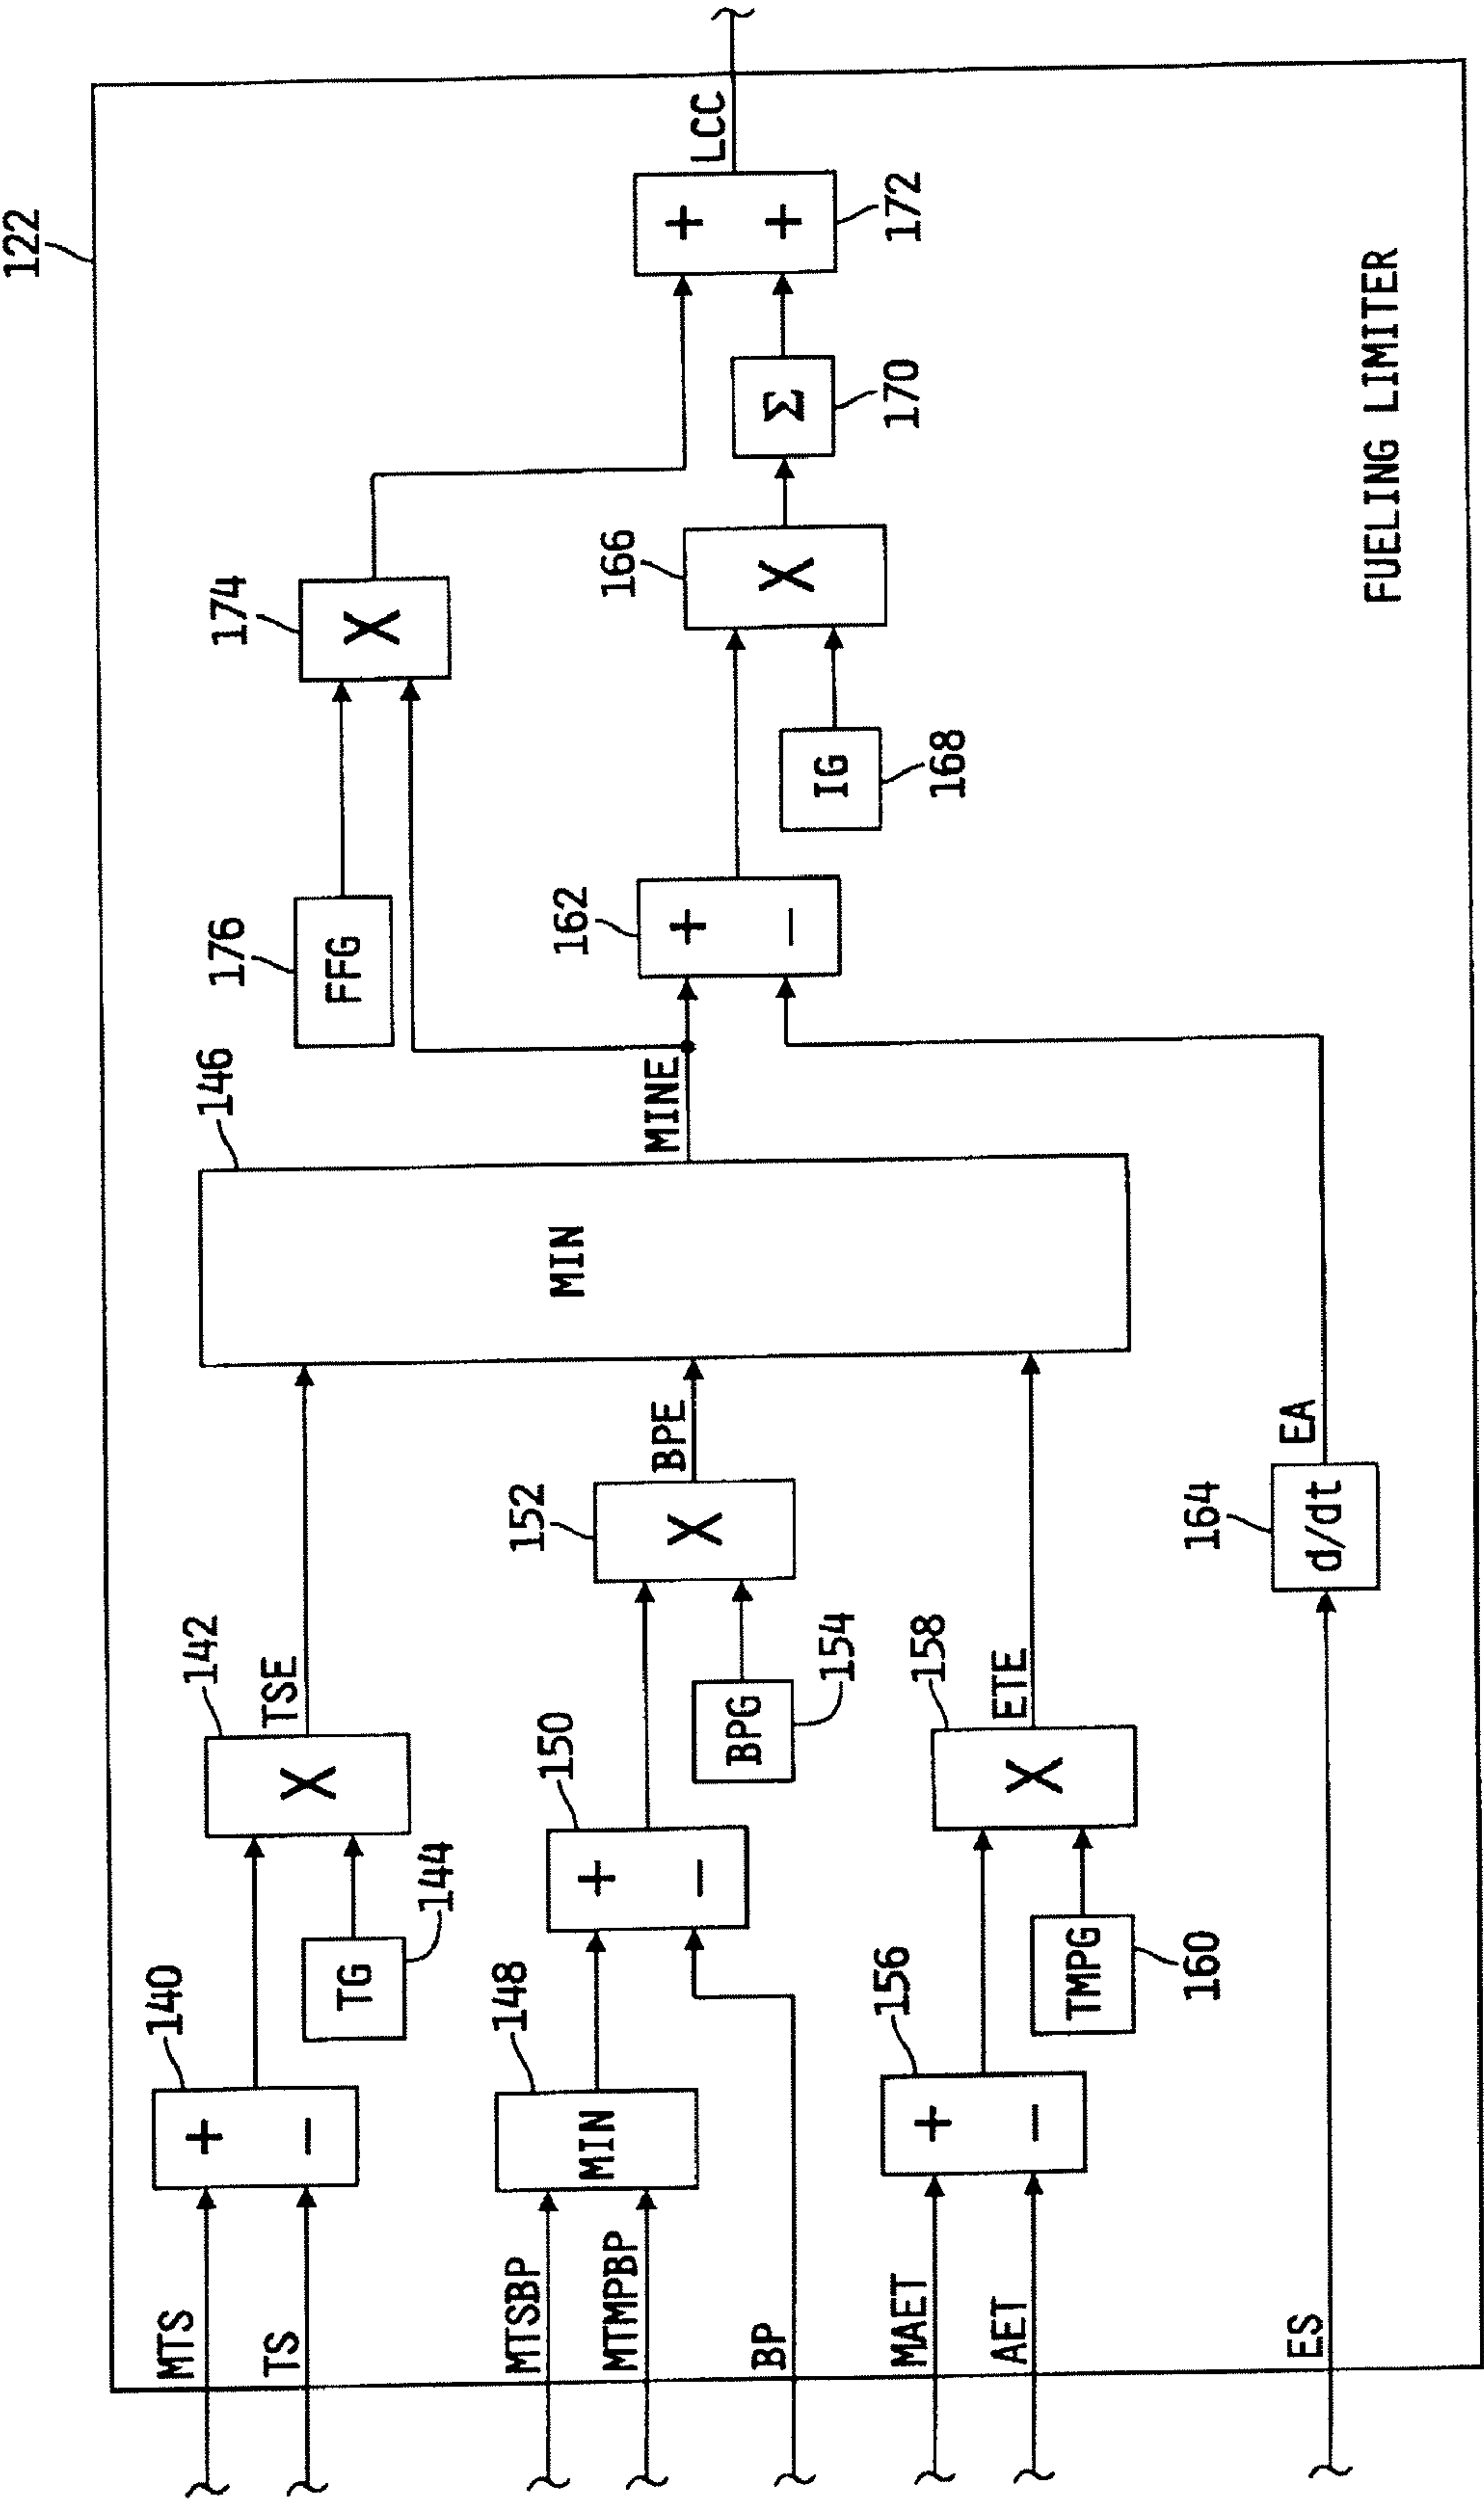 122
MTS
TS
140
+
−
TG
144
142
X
TSE
MTSBP
MTMPBP
BP
148
MIN
150
+
−
BPG
154
152
X
BPE
MAET
AET
156
+
−
TMPG
160
158
X
ETE
ES
164
d/dt
EA
146
MIN
MINE
176
FFG
174
X
162
+
−
IG
168
166
X
Σ
170
+
+
172
LCC
FUELING LIMITER